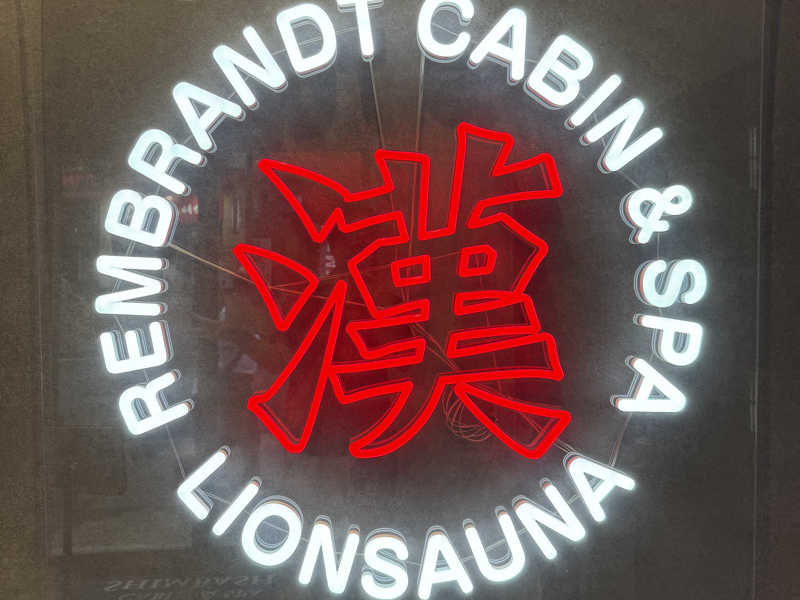 REMBRANDT CABIN & SPA
漢
LIONSAUNA